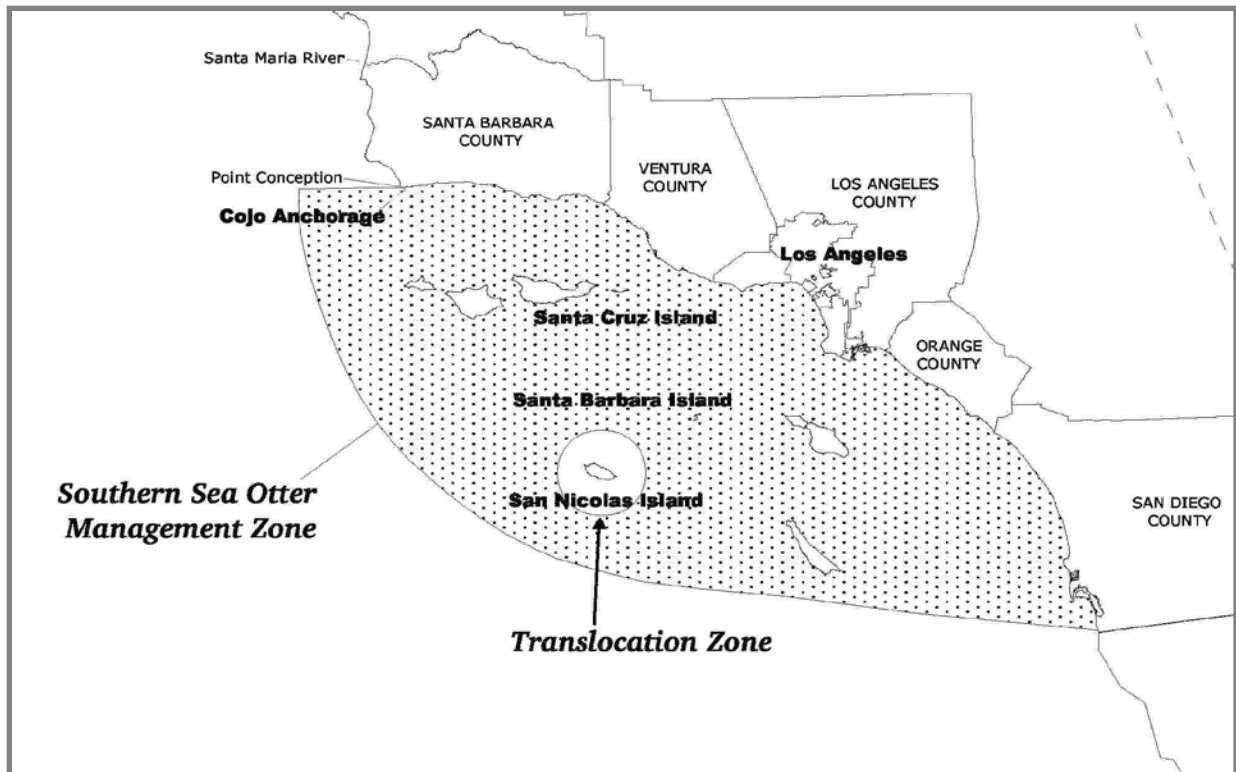 Santa Maria River
SANTA BARBARA
COUNTY
VENTURA
COUNTY
LOS ANGELES
COUNTY
Point Conception
Cojo Anchorage
Los Angeles
Santa Cruz Island
ORANGE
COUNTY
Santa Barbara Island
Southern Sea Otter
Management Zone
San Nicolas Island
SAN DIEGO
COUNTY
Translocation Zone